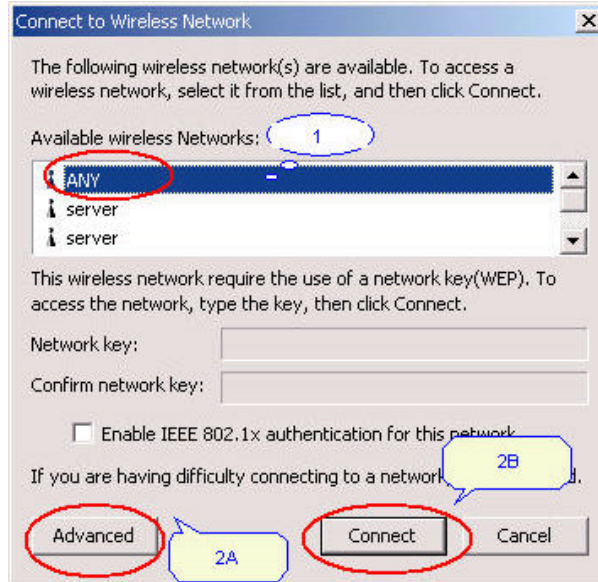 Connect to Wireless Network
The following wireless network(s) are available. To access a
wireless network, select it from the list, and then click Connect.
Available wireless Networks:
1
ANY
server
server
This wireless network require the use of a network key(WEP). To
access the network, type the key, then click Connect.
Network key:
Confirm network key:
Enable IEEE 802.1x authentication for this network
2B
If you are having difficulty connecting to a network
Advanced
2A
Connect
Cancel